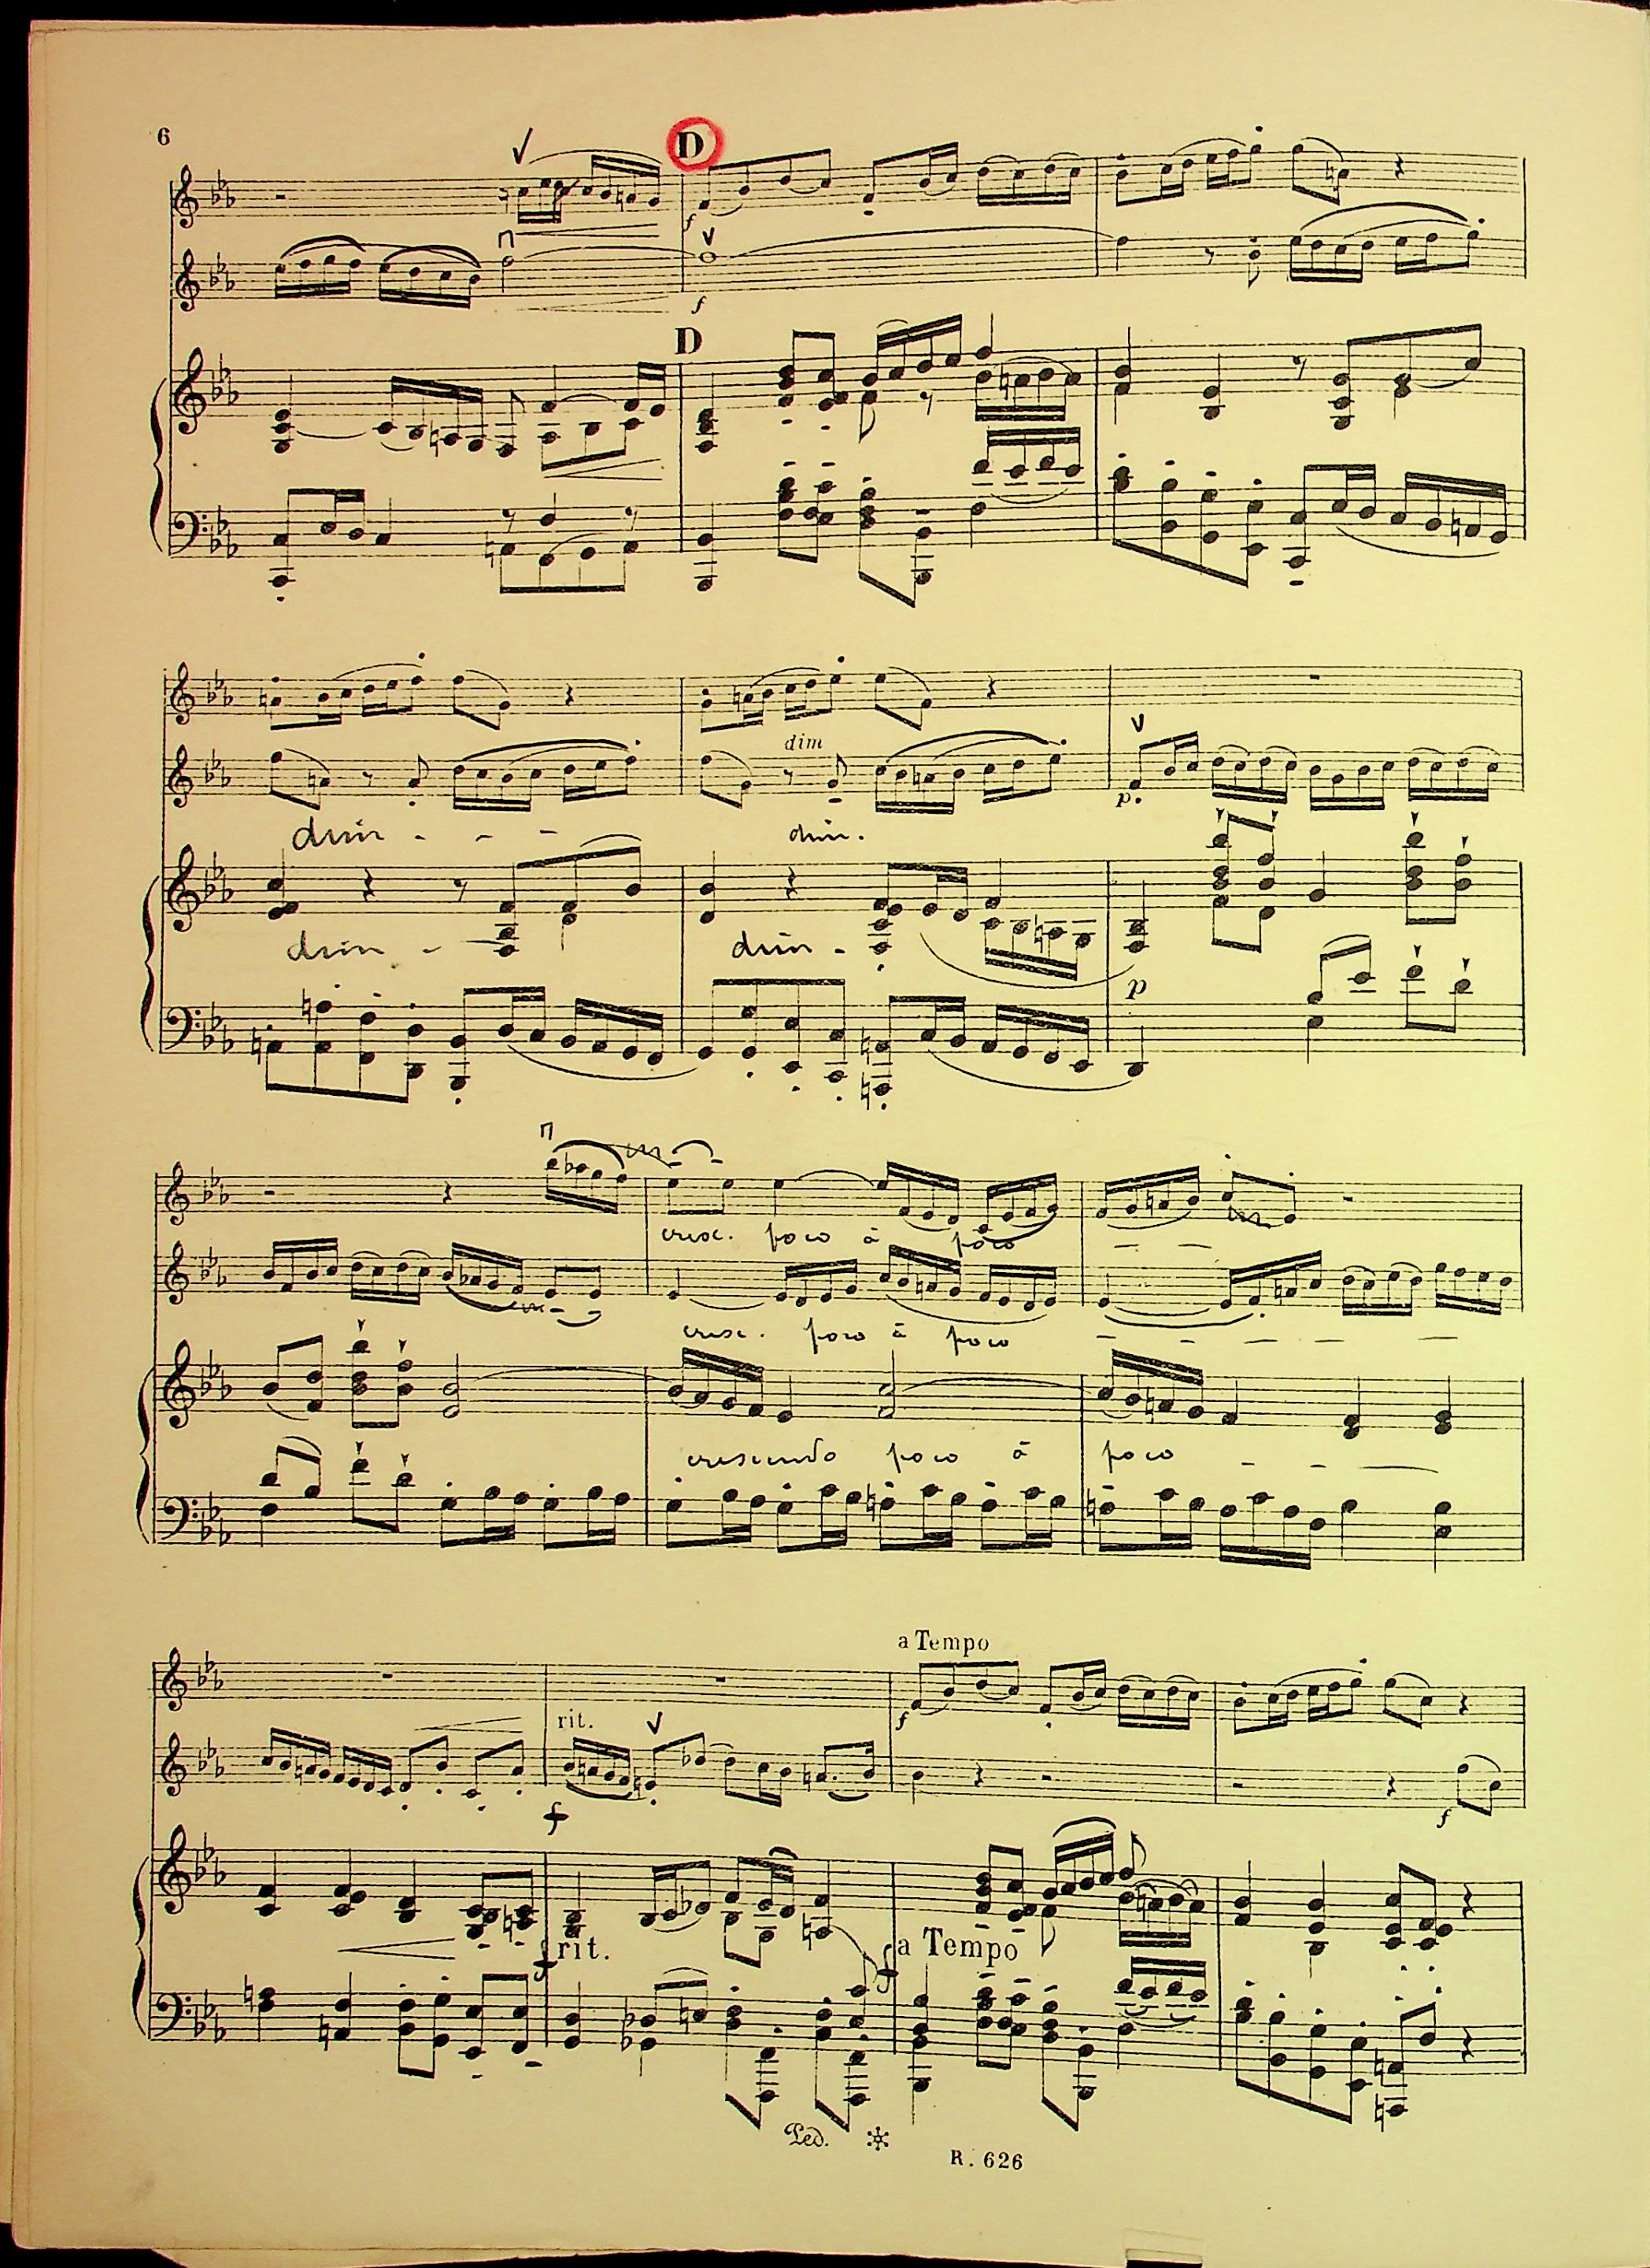 6
D
f
f
D
dim
p.
dim - - -
dim.
dim -
dim -
p
cresc. poco à poco - -
cresc. poco à poco - - - - - -
crescendo poco à poco - - -
a Tempo
rit.
f
f
f
rit.
f
a Tempo
f
Ped.
R. 626